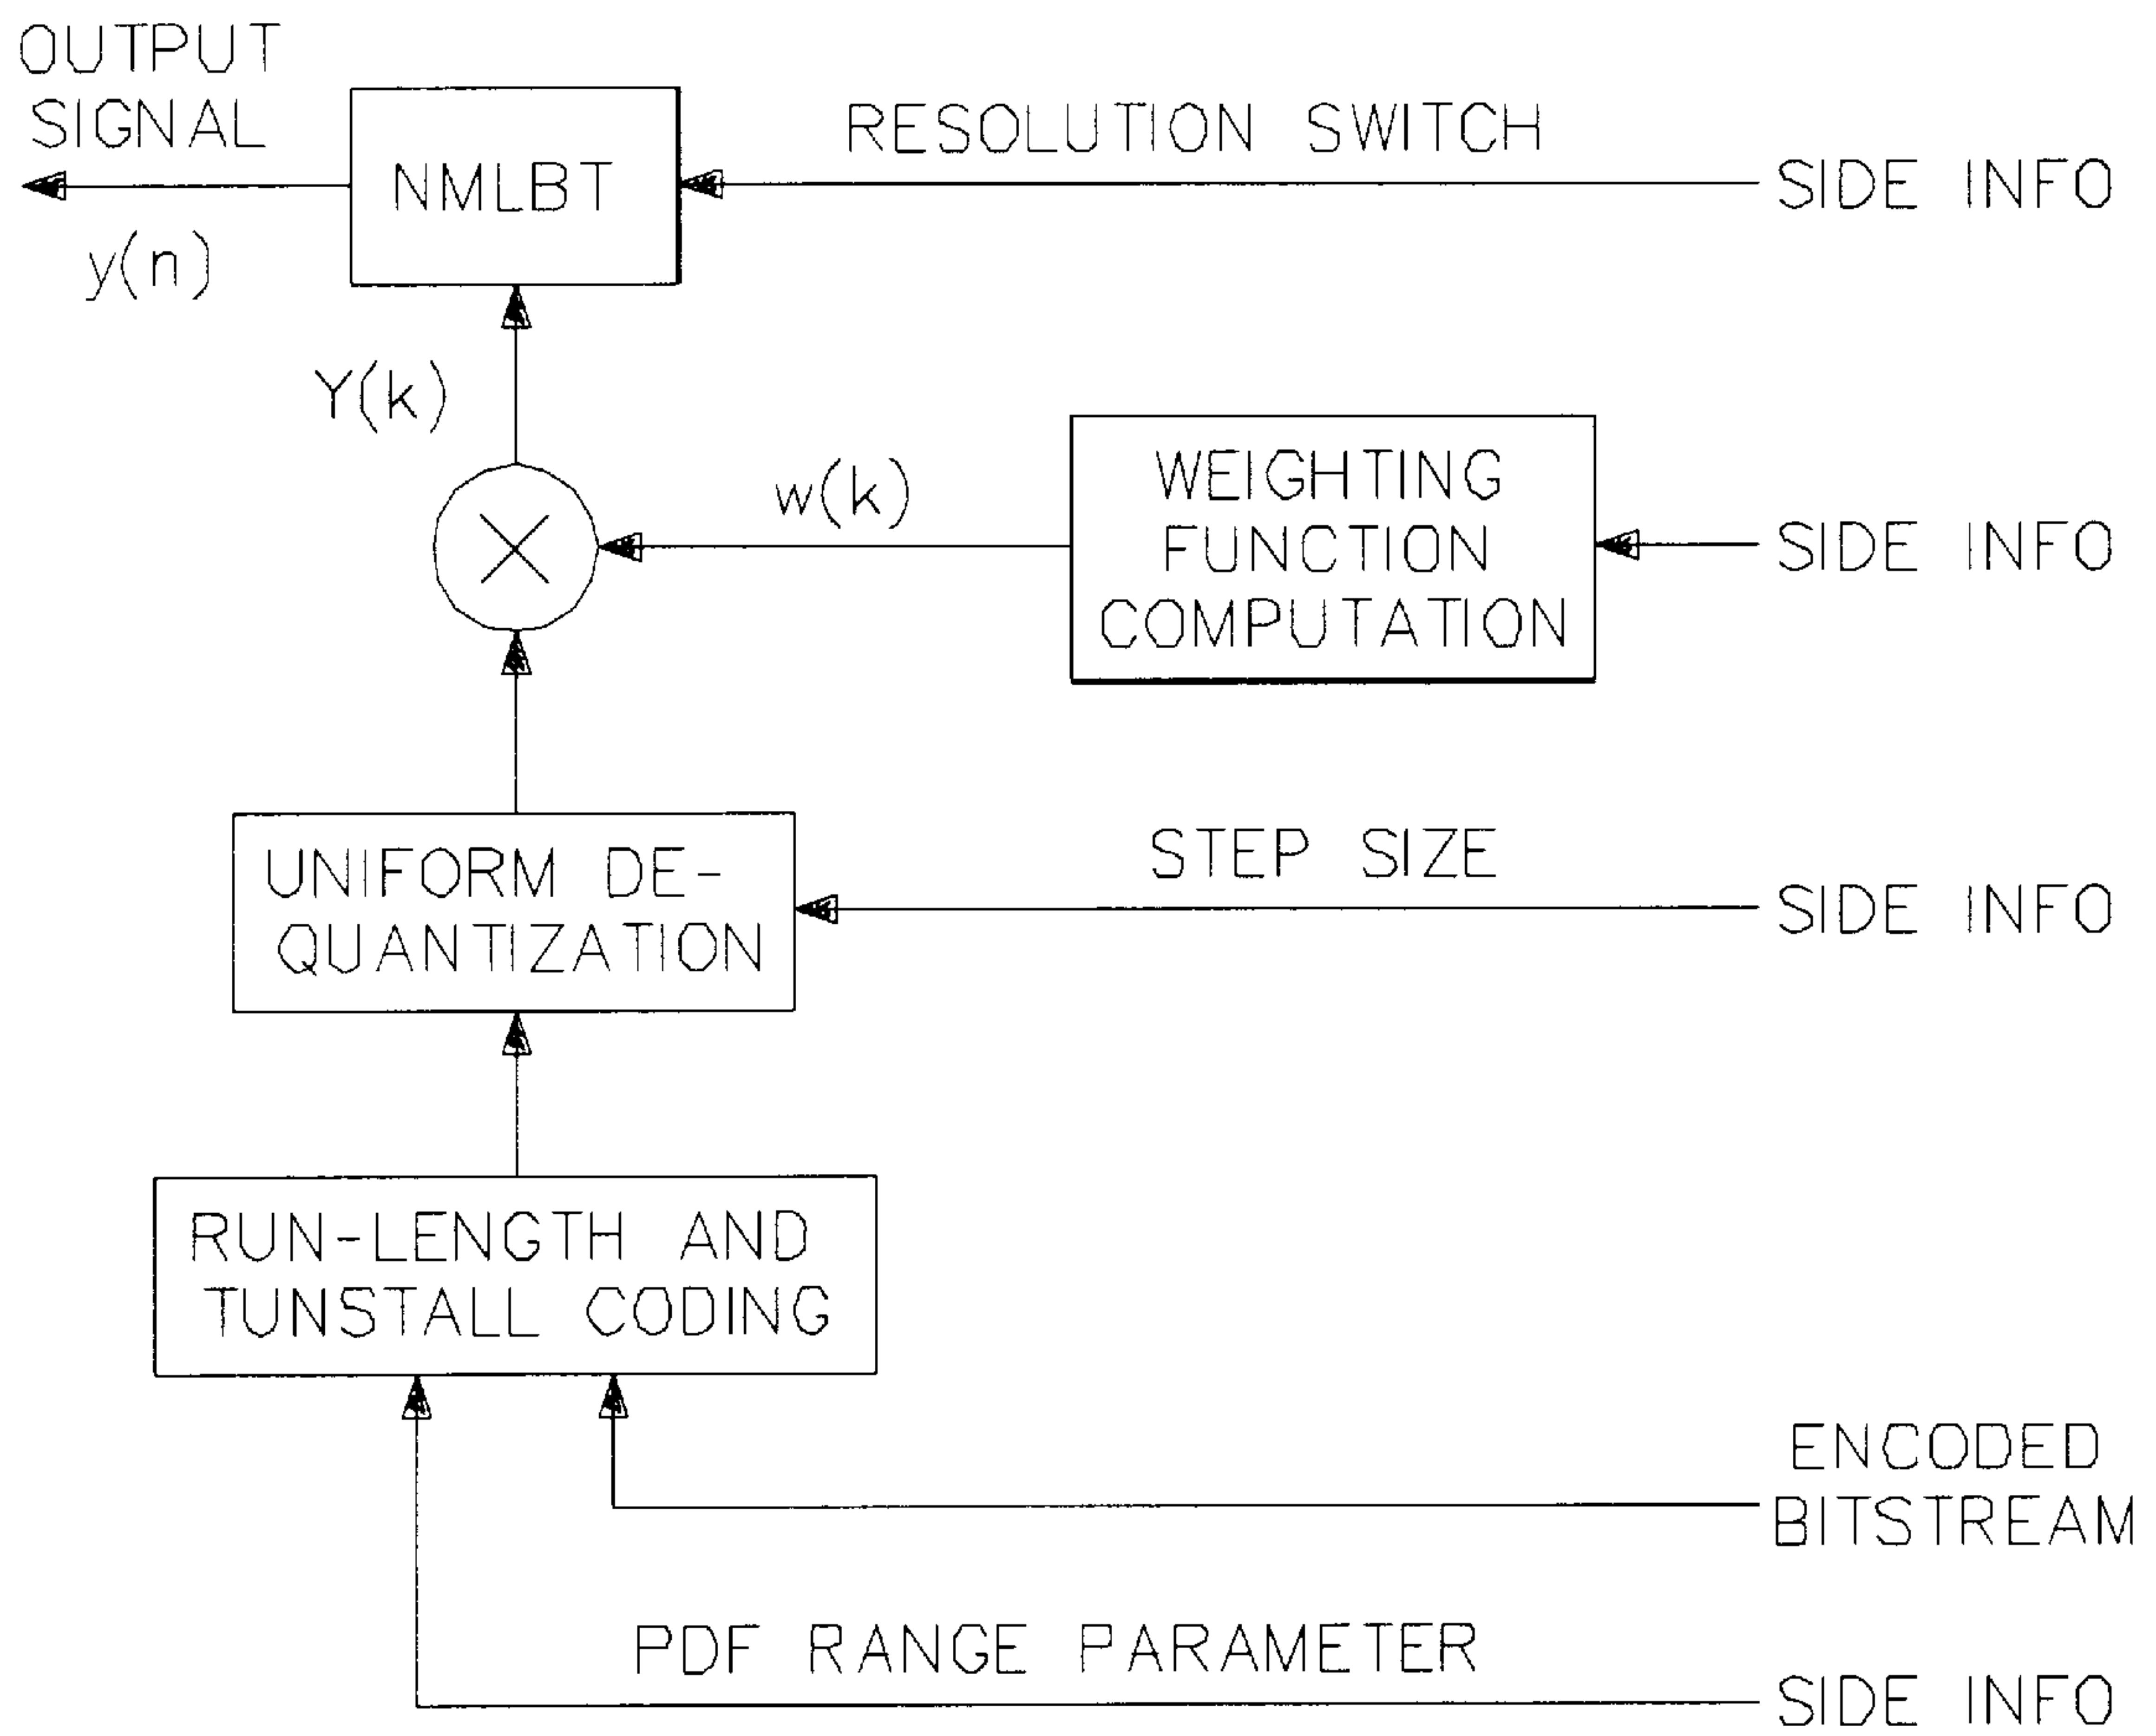 OUTPUT
SIGNAL
y(n)
NMLBT
RESOLUTION SWITCH
SIDE INFO
Y(k)
w(k)
WEIGHTING
FUNCTION
COMPUTATION
SIDE INFO
UNIFORM DE-
QUANTIZATION
STEP SIZE
SIDE INFO
RUN-LENGTH AND
TUNSTALL CODING
ENCODED
BITSTREAM
PDF RANGE PARAMETER
SIDE INFO